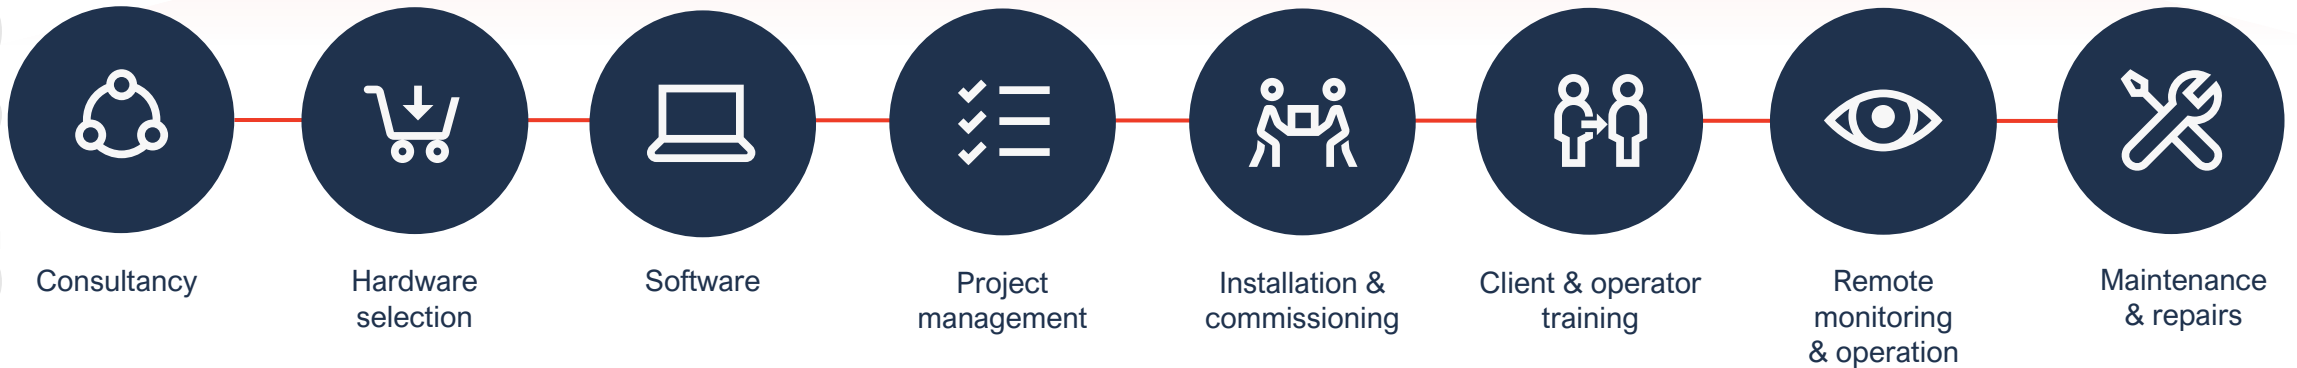 Consultancy
Hardware
selection
Software
Project
management
Installation &
commissioning
Client & operator
training
Remote
monitoring
& operation
Maintenance
& repairs